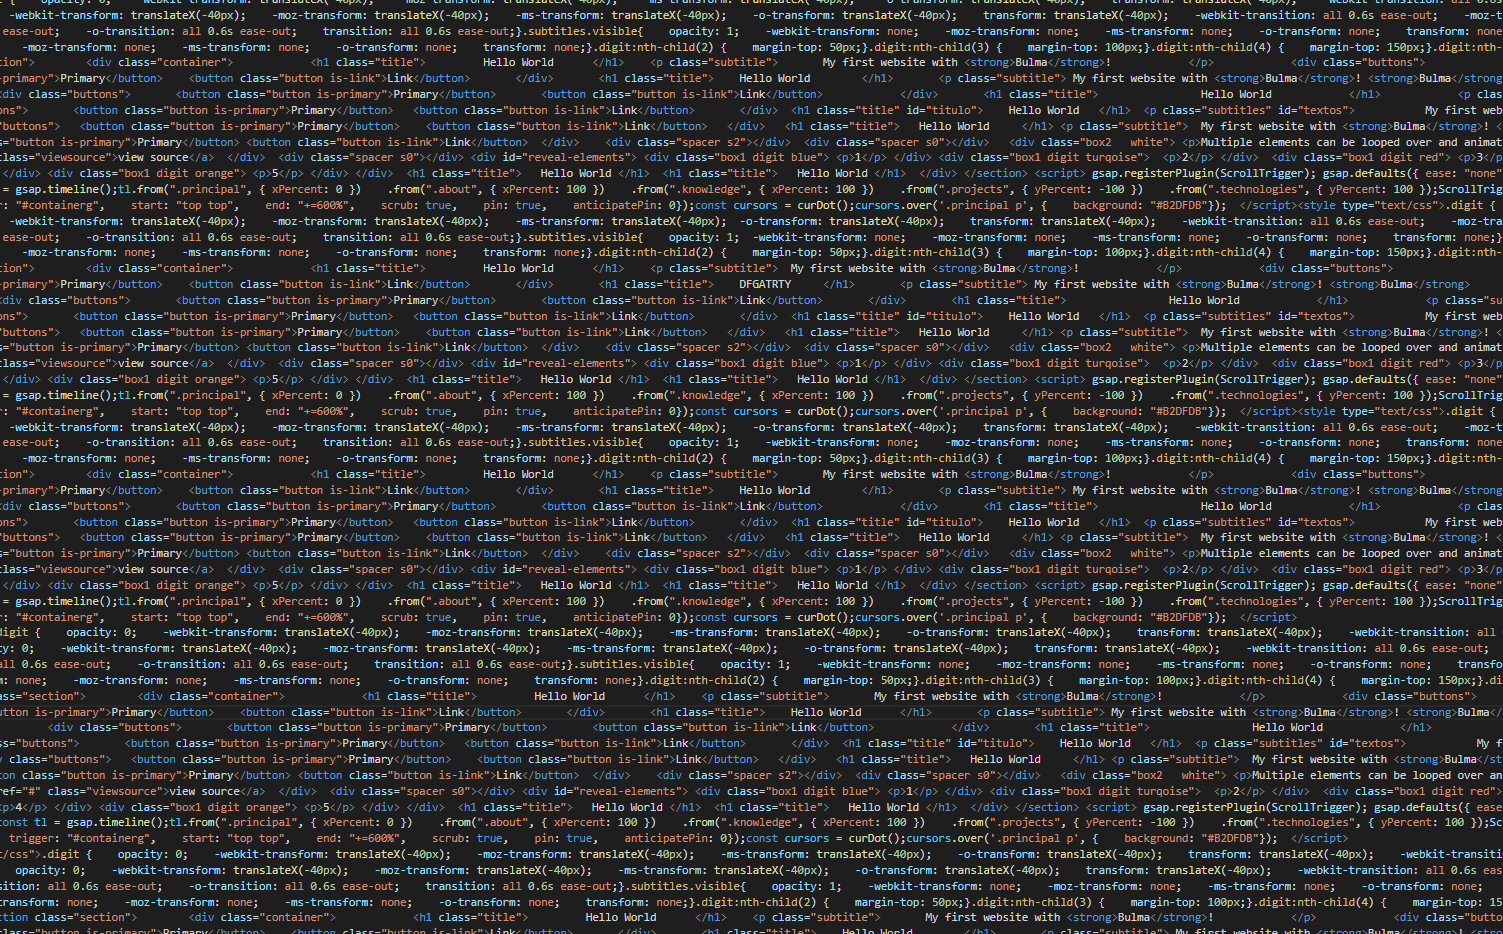 -webkit-transform: translateX(-40px);    -moz-transform: translateX(-40px);    -ms-transform: translateX(-40px);    -o-transform: translateX(-40px);    transform: translateX(-40px);    -webkit-transition: all 0.6s ease-out;    -moz-t
ease-out;    -o-transition: all 0.6s ease-out;    transition: all 0.6s ease-out;}.subtitles.visible{    opacity: 1;    -webkit-transform: none;    -moz-transform: none;    -ms-transform: none;    -o-transform: none;    transform: none
-moz-transform: none;    -ms-transform: none;    -o-transform: none;    transform: none;}.digit:nth-child(2) {    margin-top: 50px;}.digit:nth-child(3) {    margin-top: 100px;}.digit:nth-child(4) {    margin-top: 150px;}.digit:nth-
ction">        <div class="container">            <h1 class="title">         Hello World      </h1>    <p class="subtitle">       My first website with <strong>Bulma</strong>!         </p>            <div class="buttons">
-primary">Primary</button>    <button class="button is-link">Link</button>       </div>       <h1 class="title">    Hello World        </h1>       <p class="subtitle"> My first website with <strong>Bulma</strong>! <strong>Bulma</strong
<div class="buttons">       <button class="button is-primary">Primary</button>       <button class="button is-link">Link</button>            </div>       <h1 class="title">                Hello World            </h1>        <p clas
ns">       <button class="button is-primary">Primary</button>   <button class="button is-link">Link</button>       </div>  <h1 class="title" id="titulo">    Hello World   </h1>  <p class="subtitles" id="textos">           My first web
"buttons">    <button class="button is-primary">Primary</button>    <button class="button is-link">Link</button>   </div>   <h1 class="title">   Hello World     </h1> <p class="subtitle">  My first website with <strong>Bulma</strong>! <
s="button is-primary">Primary</button> <button class="button is-link">Link</button>  </div>    <div class="spacer s2"></div>  <div class="spacer s0"></div>   <div class="box2   white"> <p>Multiple elements can be looped over and animat
class="viewsource">view source</a>  </div>  <div class="spacer s0"></div> <div id="reveal-elements"> <div class="box1 digit blue"> <p>1</p> </div> <div class="box1 digit turqoise">  <p>2</p> </div>  <div class="box1 digit red"> <p>3</p
</div> <div class="box1 digit orange"> <p>5</p> </div> </div>  <h1 class="title">   Hello World </h1>  <h1 class="title">   Hello World </h1>  </div> </section> <script> gsap.registerPlugin(ScrollTrigger); gsap.defaults({ ease: "none"
= gsap.timeline();tl.from(".principal", { xPercent: 0 })    .from(".about", { xPercent: 100 })    .from(".knowledge", { xPercent: 100 })    .from(".projects", { yPercent: -100 })    .from(".technologies", { yPercent: 100 });ScrollTrig
r: "#containerg",    start: "top top",    end: "+=600%",    scrub: true,    pin: true,    anticipatePin: 0});const cursors = curDot();cursors.over('.principal p', {    background: "#B2DFDB"});  </script><style type="text/css">.digit {
-webkit-transform: translateX(-40px);    -moz-transform: translateX(-40px);    -ms-transform: translateX(-40px);   -o-transform: translateX(-40px);    transform: translateX(-40px);    -webkit-transition: all 0.6s ease-out;    -moz-tra
ease-out;    -o-transition: all 0.6s ease-out;    transition: all 0.6s ease-out;}.subtitles.visible{    opacity: 1;  -webkit-transform: none;    -moz-transform: none;    -ms-transform: none;    -o-transform: none;    transform: none;}
-moz-transform: none;    -ms-transform: none;    -o-transform: none;    transform: none;}.digit:nth-child(2) {    margin-top: 50px;}.digit:nth-child(3) {    margin-top: 100px;}.digit:nth-child(4) {    margin-top: 150px;}.digit:nth-
ction">        <div class="container">            <h1 class="title">         Hello World      </h1>    <p class="subtitle">  My first website with <strong>Bulma</strong>!            </p>            <div class="buttons">
-primary">Primary</button>    <button class="button is-link">Link</button>       </div>       <h1 class="title">    DFGATRTY     </h1>       <p class="subtitle"> My first website with <strong>Bulma</strong>! <strong>Bulma</strong>
<div class="buttons">       <button class="button is-primary">Primary</button>       <button class="button is-link">Link</button>       </div>       <h1 class="title">                Hello World            </h1>            <p class="su
ns">       <button class="button is-primary">Primary</button>   <button class="button is-link">Link</button>       </div>  <h1 class="title" id="titulo">    Hello World   </h1>  <p class="subtitles" id="textos">           My first web
"buttons">    <button class="button is-primary">Primary</button>    <button class="button is-link">Link</button>   </div>   <h1 class="title">   Hello World     </h1> <p class="subtitle">  My first website with <strong>Bulma</strong>! <
s="button is-primary">Primary</button> <button class="button is-link">Link</button>  </div>    <div class="spacer s2"></div>  <div class="spacer s0"></div>   <div class="box2   white"> <p>Multiple elements can be looped over and animat
class="viewsource">view source</a>  </div>  <div class="spacer s0"></div> <div id="reveal-elements"> <div class="box1 digit blue"> <p>1</p> </div> <div class="box1 digit turqoise">  <p>2</p> </div>  <div class="box1 digit red"> <p>3</p
</div> <div class="box1 digit orange"> <p>5</p> </div> </div>  <h1 class="title">   Hello World </h1>  <h1 class="title">   Hello World </h1>  </div> </section> <script> gsap.registerPlugin(ScrollTrigger); gsap.defaults({ ease: "none"
= gsap.timeline();tl.from(".principal", { xPercent: 0 })    .from(".about", { xPercent: 100 })    .from(".knowledge", { xPercent: 100 })    .from(".projects", { yPercent: -100 })    .from(".technologies", { yPercent: 100 });ScrollTrig
r: "#containerg",    start: "top top",    end: "+=600%",    scrub: true,    pin: true,    anticipatePin: 0});const cursors = curDot();cursors.over('.principal p', {    background: "#B2DFDB"});  </script><style type="text/css">.digit {
-webkit-transform: translateX(-40px);    -moz-transform: translateX(-40px);    -ms-transform: translateX(-40px);    -o-transform: translateX(-40px);    transform: translateX(-40px);    -webkit-transition: all 0.6s ease-out;    -moz-t
ease-out;    -o-transition: all 0.6s ease-out;    transition: all 0.6s ease-out;}.subtitles.visible{    opacity: 1;    -webkit-transform: none;    -moz-transform: none;    -ms-transform: none;    -o-transform: none;    transform: none
-moz-transform: none;    -ms-transform: none;    -o-transform: none;    transform: none;}.digit:nth-child(2) {    margin-top: 50px;}.digit:nth-child(3) {    margin-top: 100px;}.digit:nth-child(4) {    margin-top: 150px;}.digit:nth-
ction">        <div class="container">            <h1 class="title">         Hello World      </h1>    <p class="subtitle">       My first website with <strong>Bulma</strong>!            </p>            <div class="buttons">
-primary">Primary</button>    <button class="button is-link">Link</button>       </div>       <h1 class="title">    Hello World        </h1>       <p class="subtitle"> My first website with <strong>Bulma</strong>! <strong>Bulma</strong
<div class="buttons">       <button class="button is-primary">Primary</button>       <button class="button is-link">Link</button>            </div>       <h1 class="title">                Hello World            </h1>        <p clas
ns">       <button class="button is-primary">Primary</button>   <button class="button is-link">Link</button>       </div>  <h1 class="title" id="titulo">    Hello World   </h1>  <p class="subtitles" id="textos">           My first web
"buttons">    <button class="button is-primary">Primary</button>    <button class="button is-link">Link</button>   </div>   <h1 class="title">   Hello World     </h1> <p class="subtitle">  My first website with <strong>Bulma</strong>! <
s="button is-primary">Primary</button> <button class="button is-link">Link</button>  </div>    <div class="spacer s2"></div>  <div class="spacer s0"></div>   <div class="box2   white"> <p>Multiple elements can be looped over and animat
class="viewsource">view source</a>  </div>  <div class="spacer s0"></div> <div id="reveal-elements"> <div class="box1 digit blue"> <p>1</p> </div> <div class="box1 digit turqoise">  <p>2</p> </div>  <div class="box1 digit red"> <p>3</p
</div> <div class="box1 digit orange"> <p>5</p> </div> </div>  <h1 class="title">   Hello World </h1>  <h1 class="title">   Hello World </h1>  </div> </section> <script> gsap.registerPlugin(ScrollTrigger); gsap.defaults({ ease: "none"
= gsap.timeline();tl.from(".principal", { xPercent: 0 })    .from(".about", { xPercent: 100 })    .from(".knowledge", { xPercent: 100 })    .from(".projects", { yPercent: -100 })    .from(".technologies", { yPercent: 100 });ScrollTrig
r: "#containerg",    start: "top top",    end: "+=600%",    scrub: true,    pin: true,    anticipatePin: 0});const cursors = curDot();cursors.over('.principal p', {    background: "#B2DFDB"});  </script>
digit {    opacity: 0;    -webkit-transform: translateX(-40px);    -moz-transform: translateX(-40px);    -ms-transform: translateX(-40px);    -o-transform: translateX(-40px);    transform: translateX(-40px);    -webkit-transition: all
ty: 0;    -webkit-transform: translateX(-40px);    -moz-transform: translateX(-40px);    -ms-transform: translateX(-40px);    -o-transform: translateX(-40px);    transform: translateX(-40px);    -webkit-transition: all 0.6s ease-out;
all 0.6s ease-out;    -o-transition: all 0.6s ease-out;    transition: all 0.6s ease-out;}.subtitles.visible{    opacity: 1;    -webkit-transform: none;    -moz-transform: none;    -ms-transform: none;    -o-transform: none;    transfo
m: none;    -moz-transform: none;    -ms-transform: none;    -o-transform: none;    transform: none;}.digit:nth-child(2) {    margin-top: 50px;}.digit:nth-child(3) {    margin-top: 100px;}.digit:nth-child(4) {    margin-top: 150px;}.di
ass="section">        <div class="container">            <h1 class="title">         Hello World      </h1>    <p class="subtitle">       My first website with <strong>Bulma</strong>!            </p>            <div class="buttons">
utton is-primary">Primary</button>    <button class="button is-link">Link</button>       </div>       <h1 class="title">    Hello World      </h1>       <p class="subtitle"> My first website with <strong>Bulma</strong>! <strong>Bulma</
<div class="buttons">       <button class="button is-primary">Primary</button>       <button class="button is-link">Link</button>            </div>       <h1 class="title">                Hello World            </h1>
s="buttons">       <button class="button is-primary">Primary</button>   <button class="button is-link">Link</button>       </div>  <h1 class="title" id="titulo">    Hello World   </h1>  <p class="subtitles" id="textos">           My f
v class="buttons">    <button class="button is-primary">Primary</button>    <button class="button is-link">Link</button>   </div>   <h1 class="title">   Hello World     </h1>  <p class="subtitle">  My first website with <strong>Bulma</st
ton class="button is-primary">Primary</button> <button class="button is-link">Link</button>  </div>    <div class="spacer s2"></div>  <div class="spacer s0"></div>   <div class="box2   white"> <p>Multiple elements can be looped over an
ref="#" class="viewsource">view source</a>  </div>  <div class="spacer s0"></div> <div id="reveal-elements"> <div class="box1 digit blue"> <p>1</p> </div> <div class="box1 digit turqoise">  <p>2</p> </div>  <div class="box1 digit red">
<p>4</p> </div> <div class="box1 digit orange"> <p>5</p> </div> </div>  <h1 class="title">   Hello World </h1>  <h1 class="title">   Hello World </h1>  </div> </section> <script> gsap.registerPlugin(ScrollTrigger); gsap.defaults({ ease
const tl = gsap.timeline();tl.from(".principal", { xPercent: 0 })    .from(".about", { xPercent: 100 })    .from(".knowledge", { xPercent: 100 })    .from(".projects", { yPercent: -100 })    .from(".technologies", { yPercent: 100 });Sc
trigger: "#containerg",    start: "top top",    end: "+=600%",    scrub: true,    pin: true,    anticipatePin: 0});const cursors = curDot();cursors.over('.principal p', {    background: "#B2DFDB"});  </script>
t/css">.digit {    opacity: 0;    -webkit-transform: translateX(-40px);    -moz-transform: translateX(-40px);    -ms-transform: translateX(-40px);    -o-transform: translateX(-40px);    transform: translateX(-40px);    -webkit-transiti
opacity: 0;    -webkit-transform: translateX(-40px);    -moz-transform: translateX(-40px);    -ms-transform: translateX(-40px);    -o-transform: translateX(-40px);    transform: translateX(-40px);    -webkit-transition: all 0.6s ease
sition: all 0.6s ease-out;    -o-transition: all 0.6s ease-out;    transition: all 0.6s ease-out;}.subtitles.visible{    opacity: 1;    -webkit-transform: none;    -moz-transform: none;    -ms-transform: none;    -o-transform: none;
ransform: none;    -moz-transform: none;    -ms-transform: none;    -o-transform: none;    transform: none;}.digit:nth-child(2) {    margin-top: 50px;}.digit:nth-child(3) {    margin-top: 100px;}.digit:nth-child(4) {    margin-top: 15
ction class="section">        <div class="container">            <h1 class="title">         Hello World      </h1>    <p class="subtitle">       My first website with <strong>Bulma</strong>!            </p>            <div class="butto